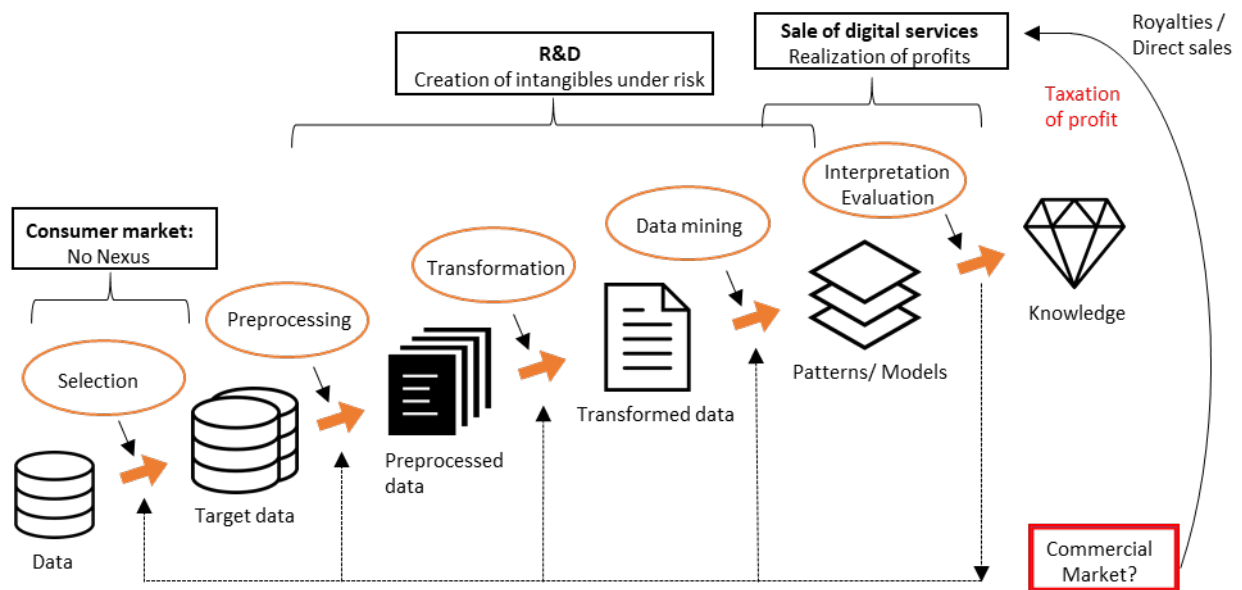 Sale of digital services
Realization of profits
Royalties /
Direct sales
R&D
Creation of intangibles under risk
Taxation
of profit
Interpretation
Evaluation
Consumer market:
No Nexus
Data mining
Transformation
Preprocessing
Selection
Knowledge
Patterns/ Models
Transformed data
Preprocessed
data
Target data
Data
Commercial
Market?